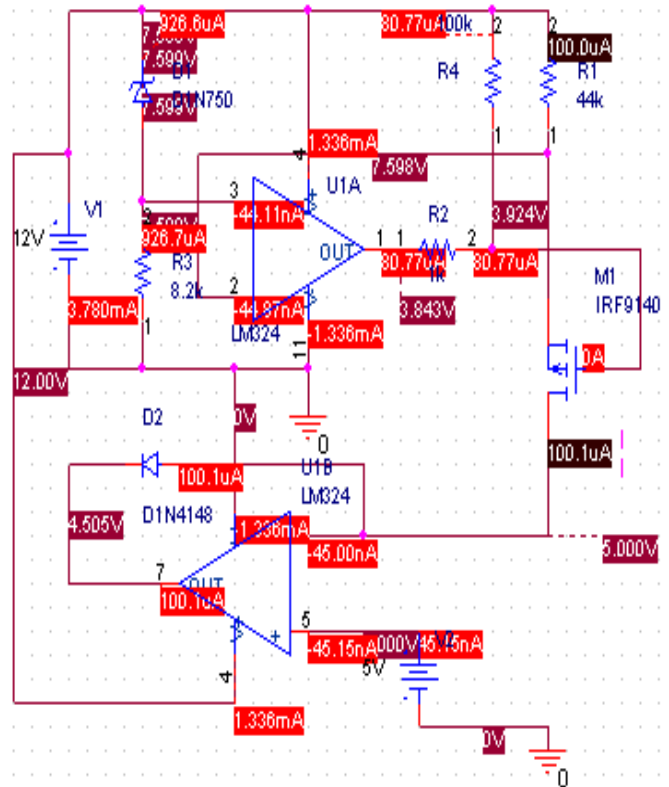 926.6uA
80.77uA
100k
2
2
100.0uA
7.599V
D1
D1N750
7.599V
R4
R1
44k
1
1
1.336mA
4
7.598V
U1A
V1
12V
3
-44.11nA
2
926.7uA
R3
8.2k
1
3.780mA
OUT
1
1
R2
2
80.77uA
1k
80.77uA
3.924V
3.843V
2
-44.97nA
LM324
-1.336mA
11
M1
IRF9140
0A
12.00V
0
D2
0V
100.1uA
U1B
LM324
100.1uA
4.505V
D1N4148
1.336mA
-45.00nA
5.000V
7
OUT
100.1uA
5
-45.15nA
5V
V2
4
1.336mA
0V
0